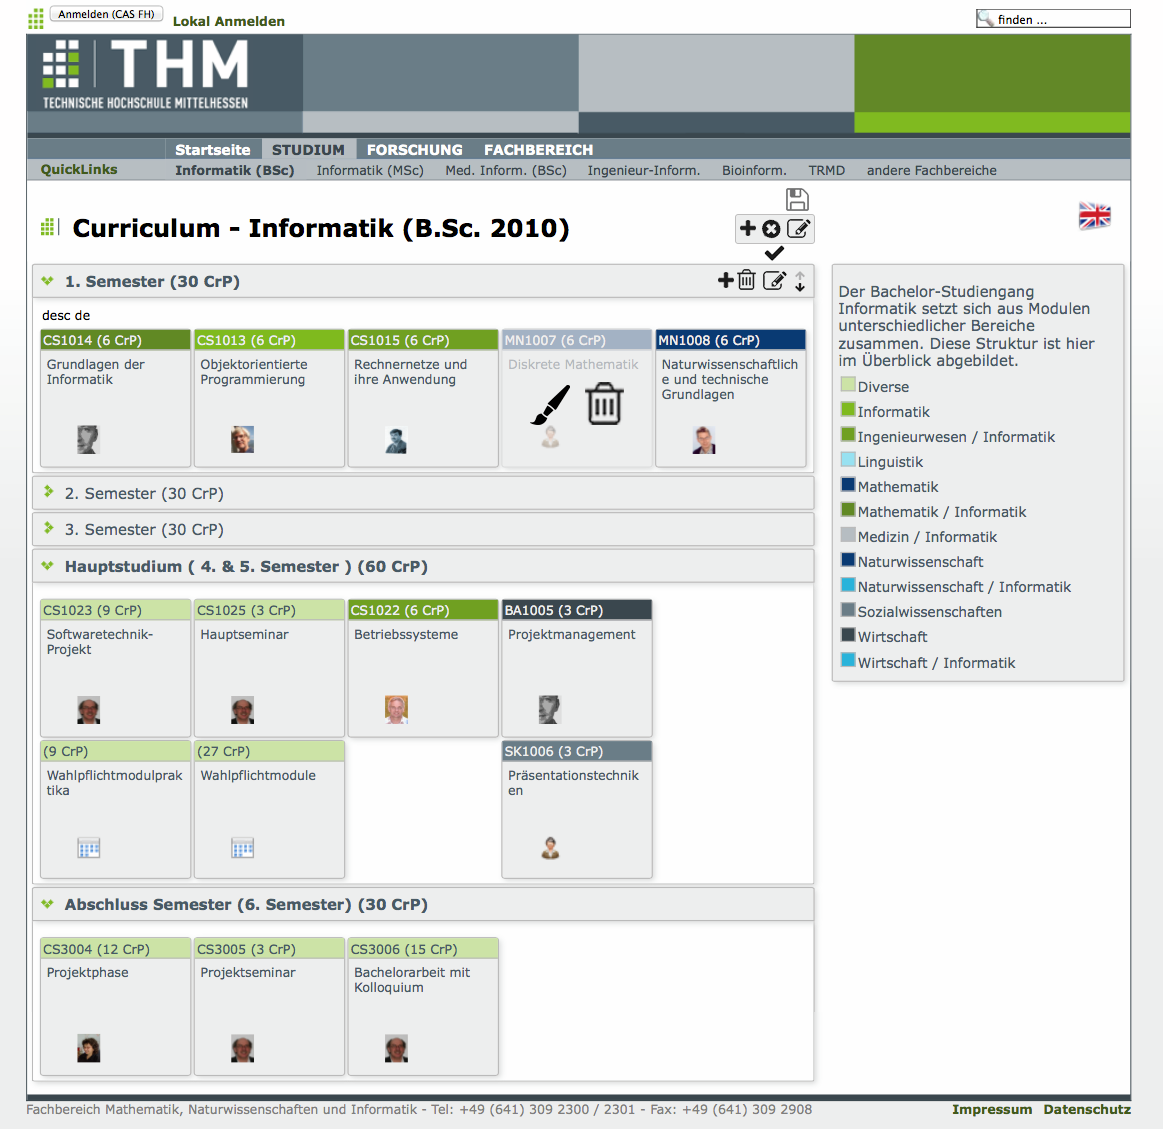 Anmelden (CAS FH)
Lokal Anmelden
finden ...
THM
TECHNISCHE HOCHSCHULE MITTELHESSEN
Startseite STUDIUM FORSCHUNG FACHBEREICH
QuickLinks Informatik (BSc) Informatik (MSc) Med. Inform. (BSc) Ingenieur-Inform. Bioinform. TRMD andere Fachbereiche
Curriculum - Informatik (B.Sc. 2010)
1. Semester (30 CrP)
desc de
CS1014 (6 CrP)
Grundlagen der
Informatik
CS1013 (6 CrP)
Objektorientierte
Programmierung
CS1015 (6 CrP)
Rechnernetze und
ihre Anwendung
MN1007 (6 CrP)
Diskrete Mathematik
MN1008 (6 CrP)
Naturwissenschaftlich
e und technische
Grundlagen
2. Semester (30 CrP)
3. Semester (30 CrP)
Hauptstudium ( 4. & 5. Semester ) (60 CrP)
CS1023 (9 CrP)
Softwaretechnik-
Projekt
CS1025 (3 CrP)
Hauptseminar
CS1022 (6 CrP)
Betriebssysteme
BA1005 (3 CrP)
Projektmanagement
(9 CrP)
Wahlpflichtmodulprak
tika
(27 CrP)
Wahlpflichtmodule
SK1006 (3 CrP)
Präsentationstechnik
en
Abschluss Semester (6. Semester) (30 CrP)
CS3004 (12 CrP)
Projektphase
CS3005 (3 CrP)
Projektseminar
CS3006 (15 CrP)
Bachelorarbeit mit
Kolloquium
Der Bachelor-Studiengang
Informatik setzt sich aus Modulen
unterschiedlicher Bereiche
zusammen. Diese Struktur ist hier
im Überblick abgebildet.
Diverse
Informatik
Ingenieurwesen / Informatik
Linguistik
Mathematik
Mathematik / Informatik
Medizin / Informatik
Naturwissenschaft
Naturwissenschaft / Informatik
Sozialwissenschaften
Wirtschaft
Wirtschaft / Informatik
Fachbereich Mathematik, Naturwissenschaften und Informatik - Tel: +49 (641) 309 2300 / 2301 - Fax: +49 (641) 309 2908
Impressum Datenschutz